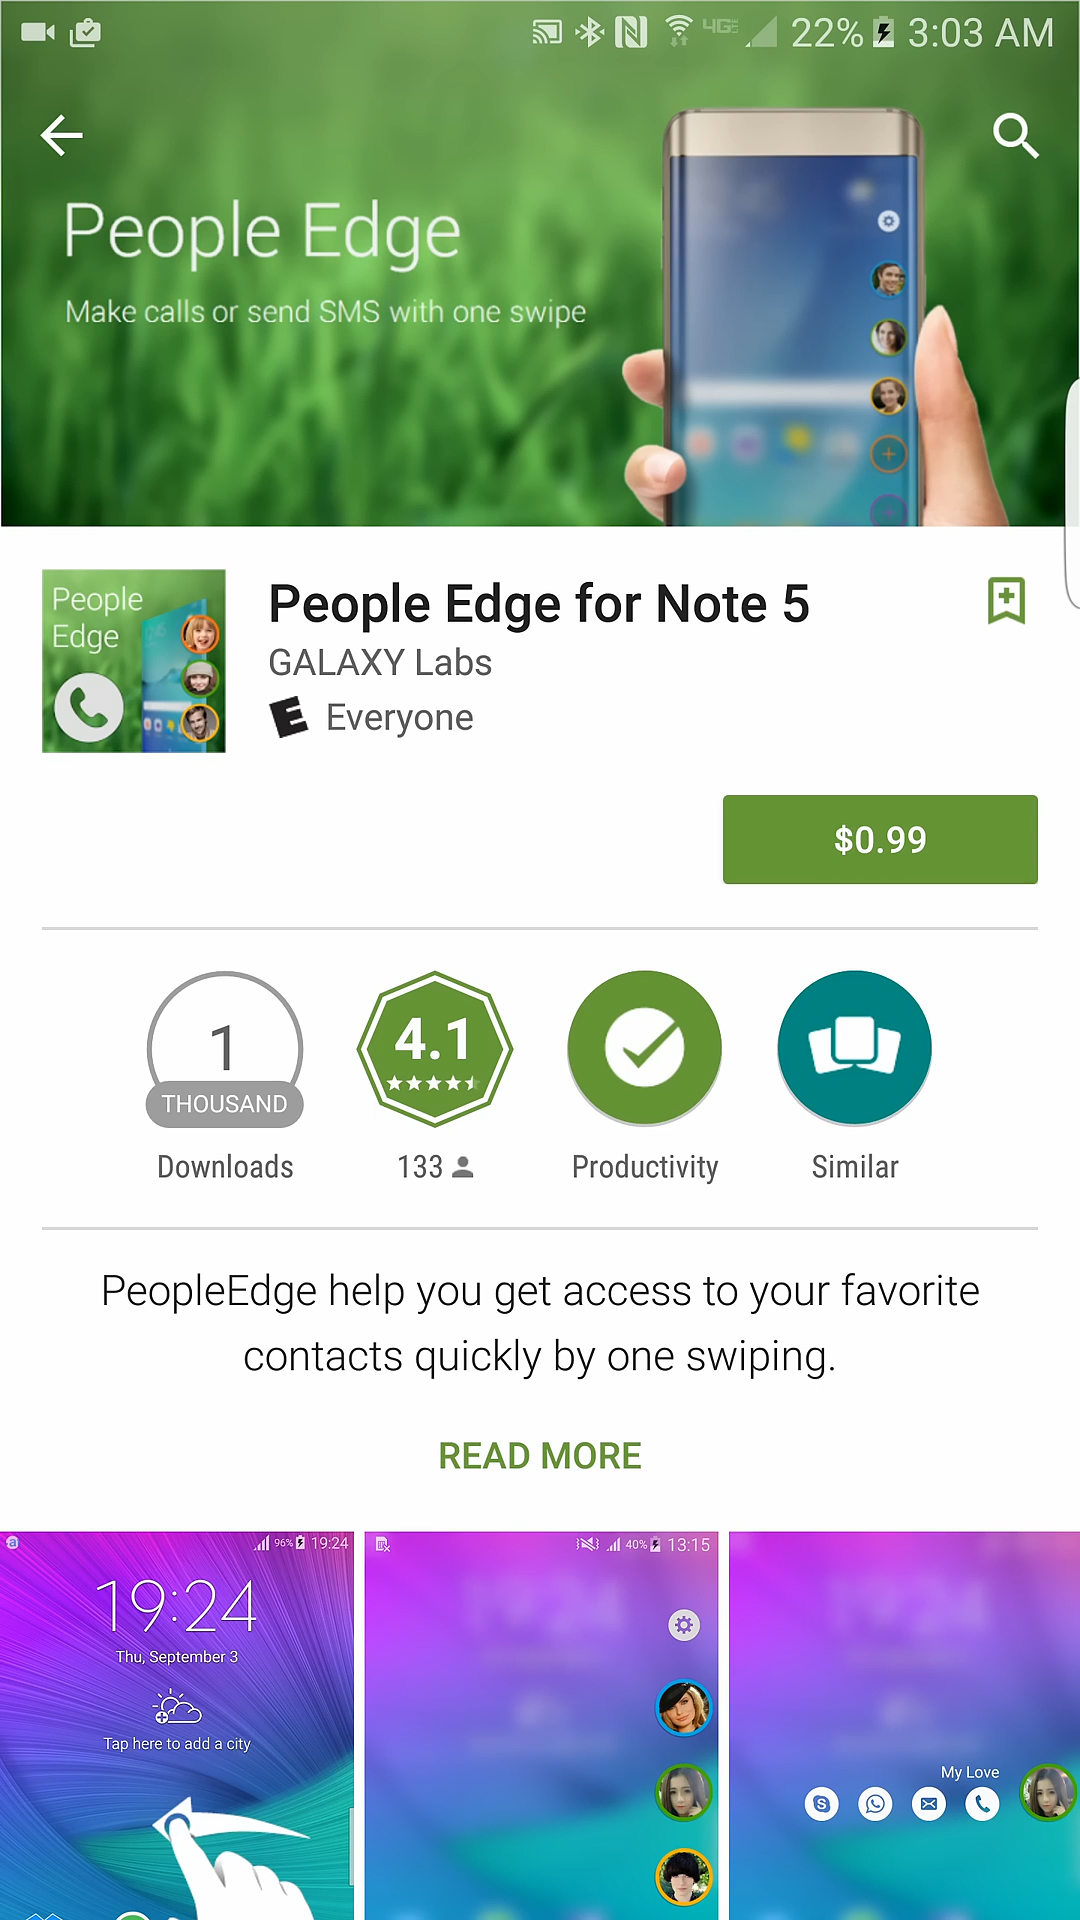 4G LTE 22% 3:03 AM
People Edge
Make calls or send SMS with one swipe
People
Edge
People Edge for Note 5
GALAXY Labs
E Everyone
$0.99
1
THOUSAND
4.1
Downloads
133
Productivity
Similar
PeopleEdge help you get access to your favorite
contacts quickly by one swiping.
READ MORE
96% 19:24
19:24
Thu, September 3
Tap here to add a city
40% 13:15
My Love